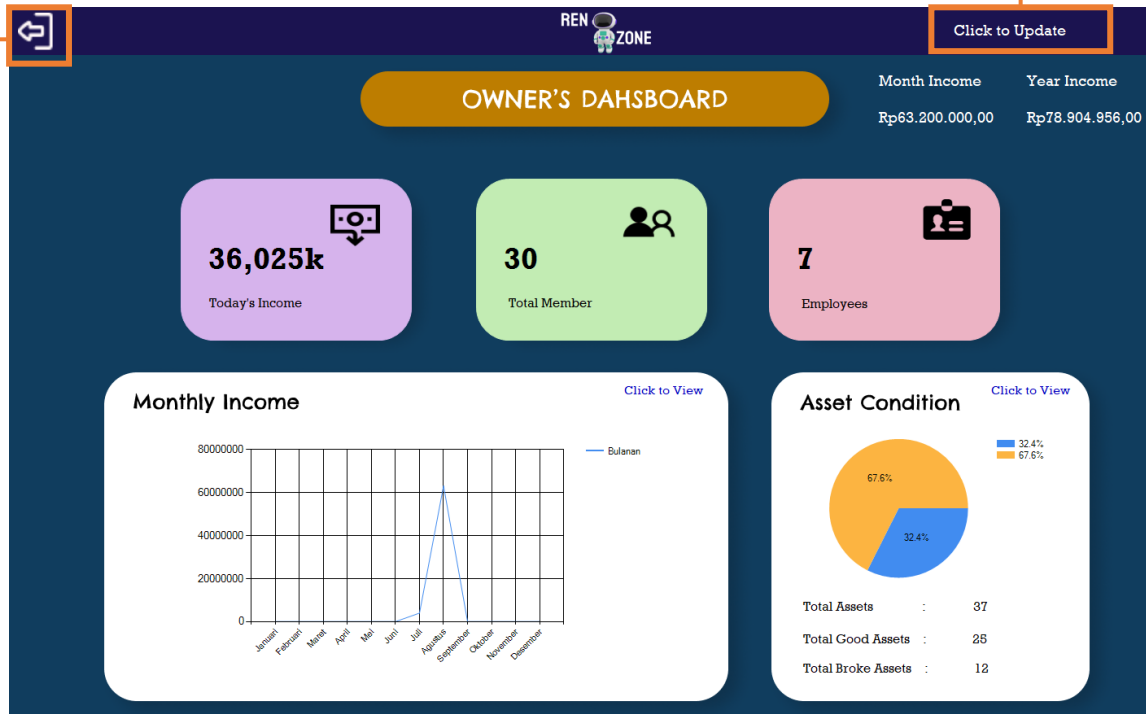 REN
ZONE
Click to Update
OWNER'S DAHSBOARD
Month Income
Year Income
Rp63.200.000,00
Rp78.904.956,00
36,025k
Today's Income
30
Total Member
7
Employees
Monthly Income
Click to View
80000000
60000000
40000000
20000000
0
Januari
Februari
Maret
April
Mei
Juni
Juli
Agustus
September
Oktober
November
Desember
Bulanan
Asset Condition
Click to View
32.4%
67.6%
67.6%
32.4%
Total Assets : 37
Total Good Assets : 25
Total Broke Assets : 12